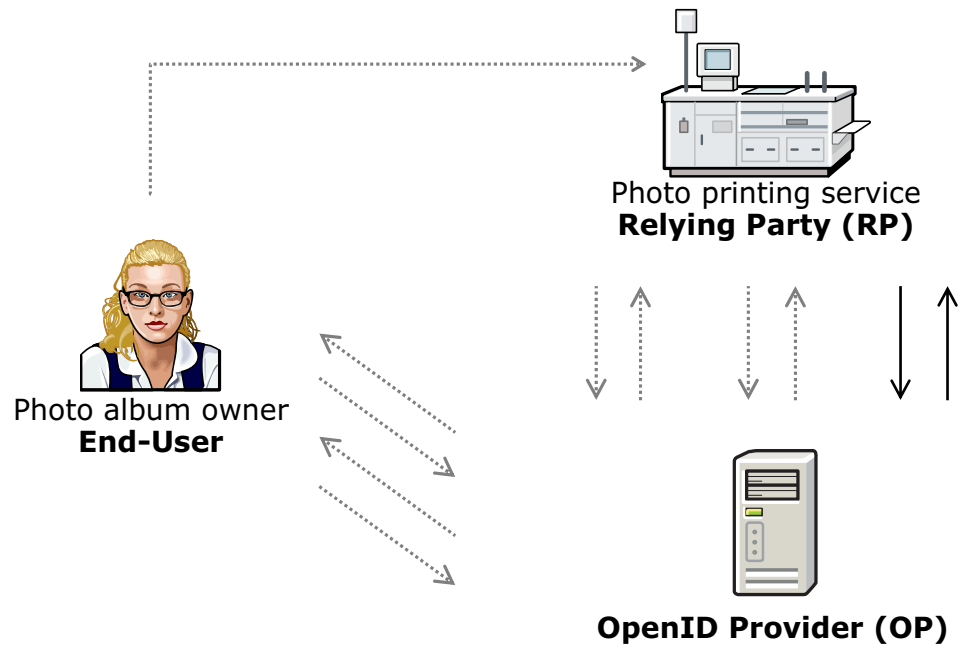 Photo printing service
Relying Party (RP)
Photo album owner
End-User
OpenID Provider (OP)